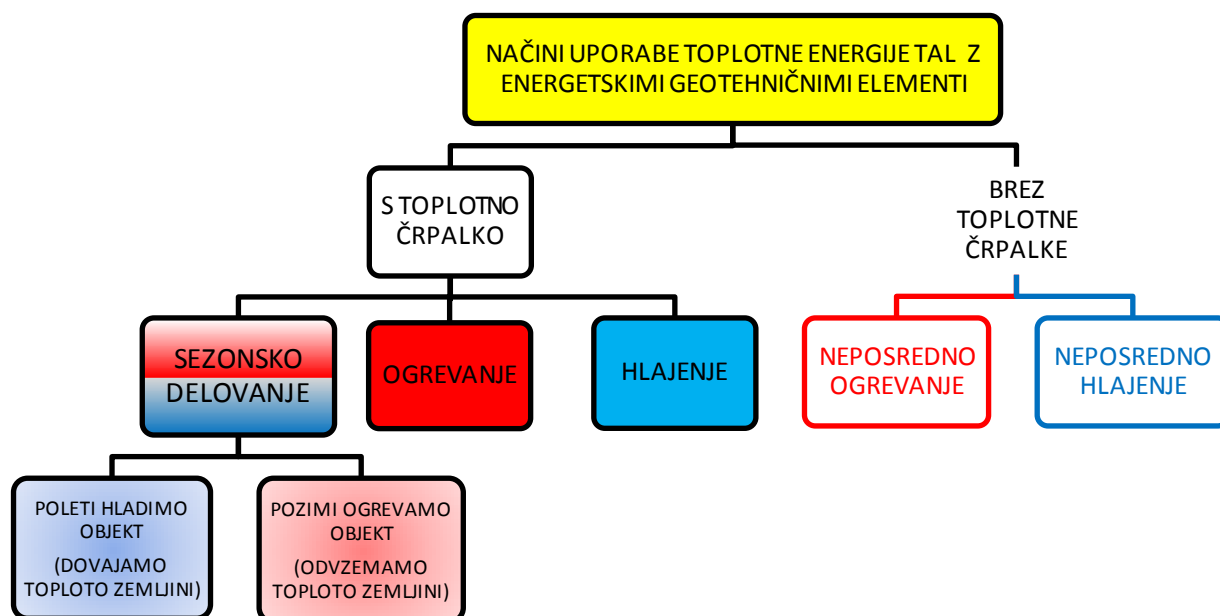 NAČINI UPORABE TOPLOTNE ENERGIJE TAL Z
ENERGETSKIMI GEOTEHNIČNIMI ELEMENTI
S TOPLOTNO
ČRPALKO
BREZ
TOPLOTNE
ČRPALKE
SEZONSKO
DELOVANJE
OGREVANJE
HLAJENJE
NEPOSREDNO
OGREVANJE
NEPOSREDNO
HLAJENJE
POLETI HLADIMO
OBJEKT
(DOVAJAMO
TOPLOTO ZEMLJINI)
POZIMI OGREVAMO
OBJEKT
(ODVZEMAMO
TOPLOTO ZEMLJINI)